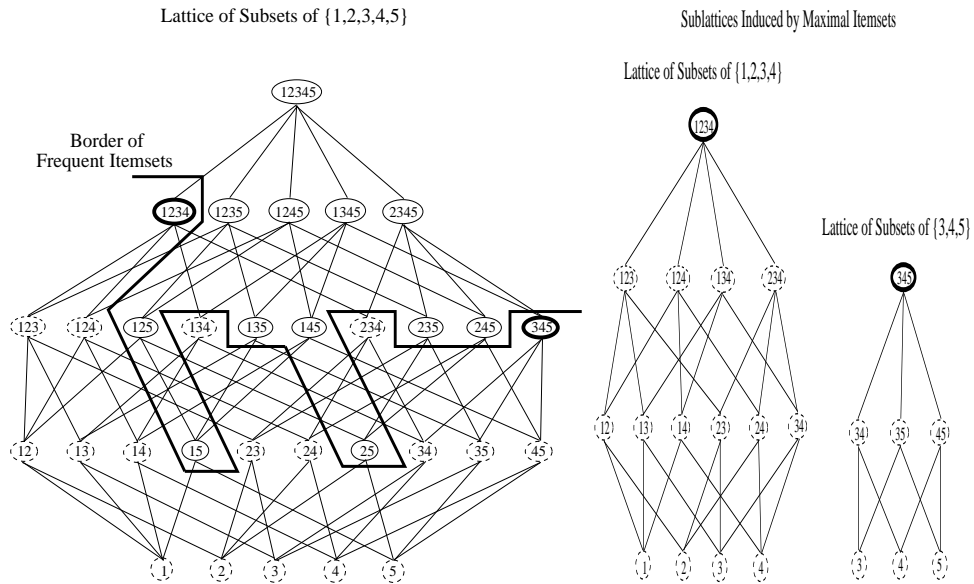 Lattice of Subsets of {1,2,3,4,5}
Sublattices Induced by Maximal Itemsets
Lattice of Subsets of {1,2,3,4}
12345
1234
Border of
Frequent Itemsets
1234 1235 1245 1345 2345
Lattice of Subsets of {3,4,5}
123 124 134 234
345
123 124 125 134 135 145 234 235 245 345
12 13 14 23 24 34
34 35 45
12 13 14 15 23 24 25 34 35 45
1 2 3 4
3 4 5
1 2 3 4 5